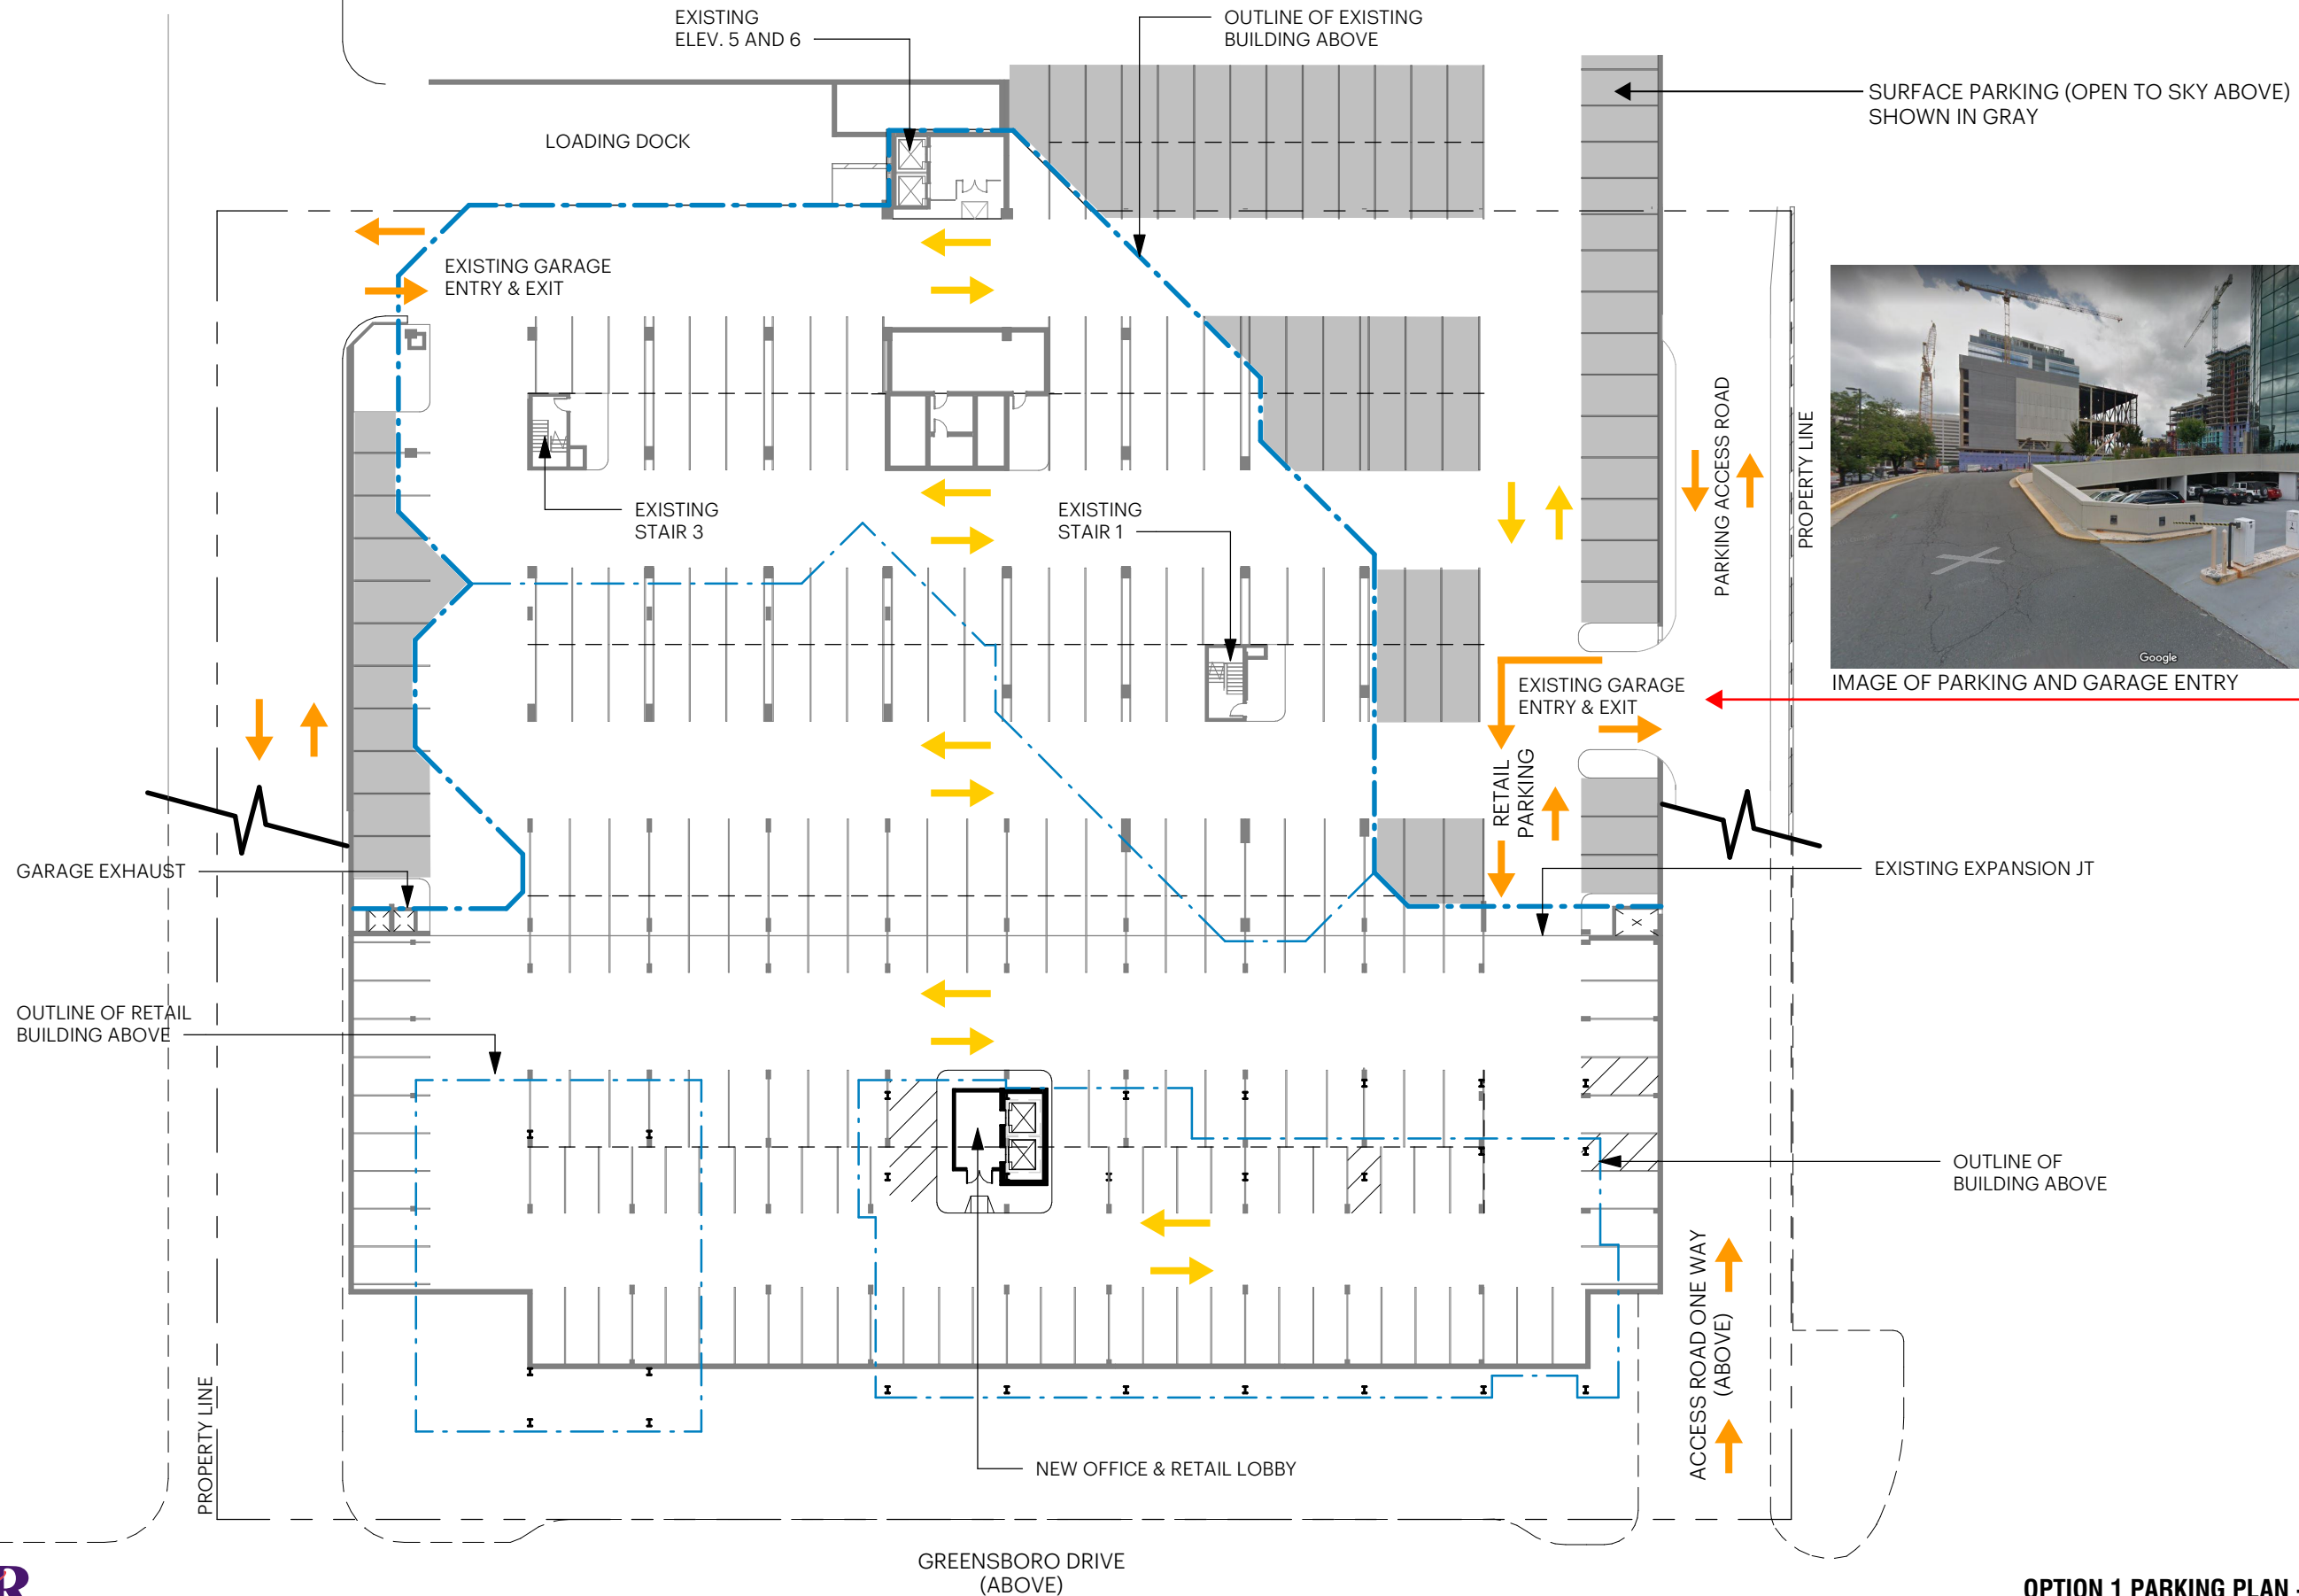 EXISTING
ELEV. 5 AND 6
OUTLINE OF EXISTING
BUILDING ABOVE
SURFACE PARKING (OPEN TO SKY ABOVE)
SHOWN IN GRAY
LOADING DOCK
EXISTING GARAGE
ENTRY & EXIT
EXISTING
STAIR 3
EXISTING
STAIR 1
PARKING ACCESS ROAD
PROPERTY LINE
Google
IMAGE OF PARKING AND GARAGE ENTRY
EXISTING GARAGE
ENTRY & EXIT
RETAIL
PARKING
GARAGE EXHAUST
EXISTING EXPANSION JT
OUTLINE OF RETAIL
BUILDING ABOVE
OUTLINE OF
BUILDING ABOVE
ACCESS ROAD ONE WAY
(ABOVE)
PROPERTY LINE
NEW OFFICE & RETAIL LOBBY
GREENSBORO DRIVE
(ABOVE)
R
OPTION 1 PARKING PLAN -